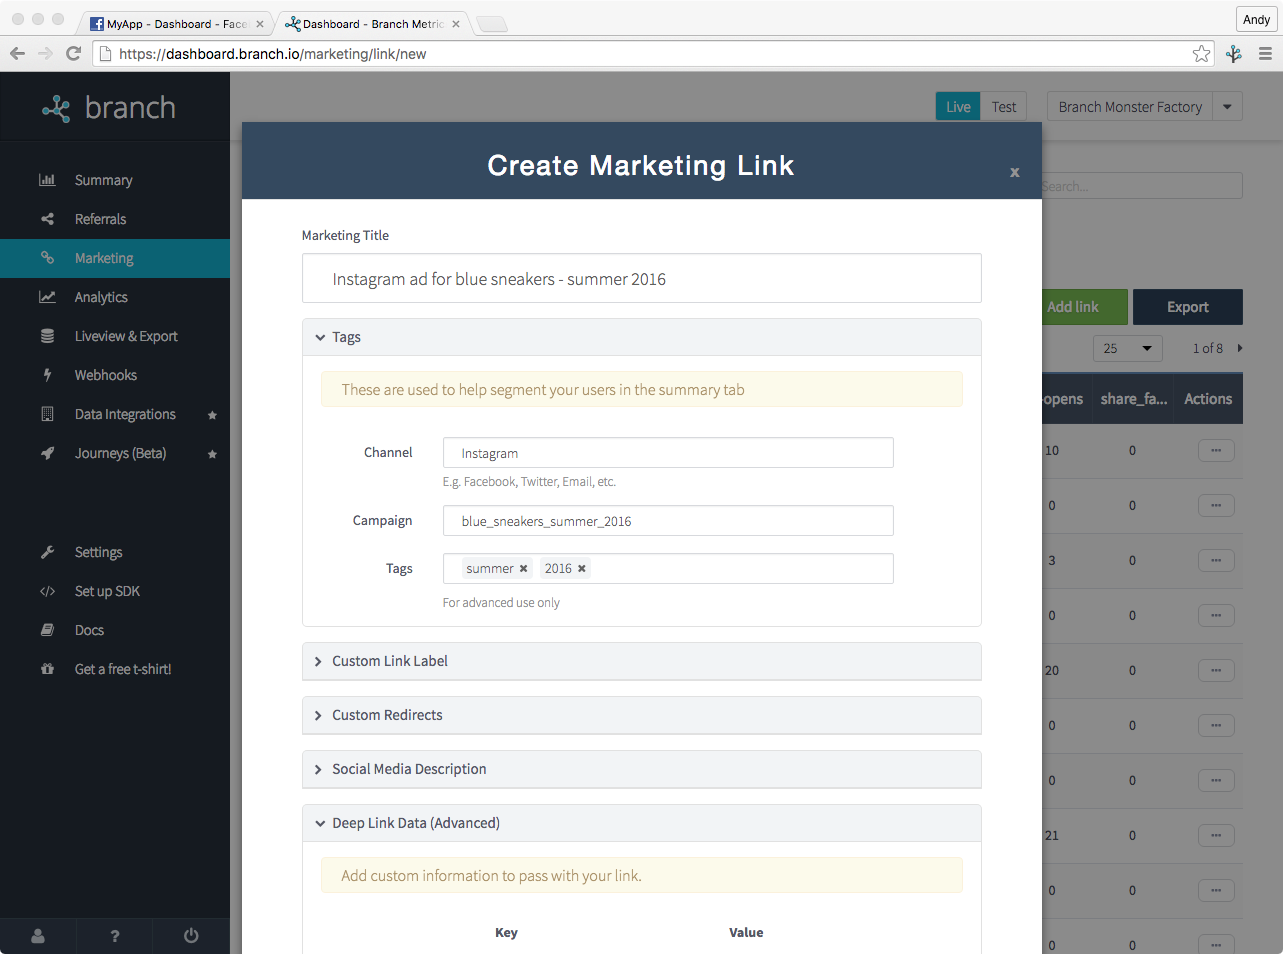 MyApp - Dashboard - Face
Dashboard - Branch Metric
Andy
https://dashboard.branch.io/marketing/link/new
branch
Live
Test
Branch Monster Factory
Create Marketing Link
x
Summary
Referrals
Marketing
Analytics
Liveview & Export
Webhooks
Data Integrations
Journeys (Beta)
Settings
Set up SDK
Docs
Get a free t-shirt!
?
Search...
Marketing Title
Instagram ad for blue sneakers - summer 2016
Tags
These are used to help segment your users in the summary tab
Channel
Instagram
E.g. Facebook, Twitter, Email, etc.
Campaign
blue_sneakers_summer_2016
Tags
summer
2016
For advanced use only
Custom Link Label
Custom Redirects
Social Media Description
Deep Link Data (Advanced)
Add custom information to pass with your link.
Key
Value
Add link
Export
25
1 of 8
-opens
share_fa...
Actions
10
0
0
0
3
0
0
0
20
0
0
0
0
0
21
0
0
0
0
0